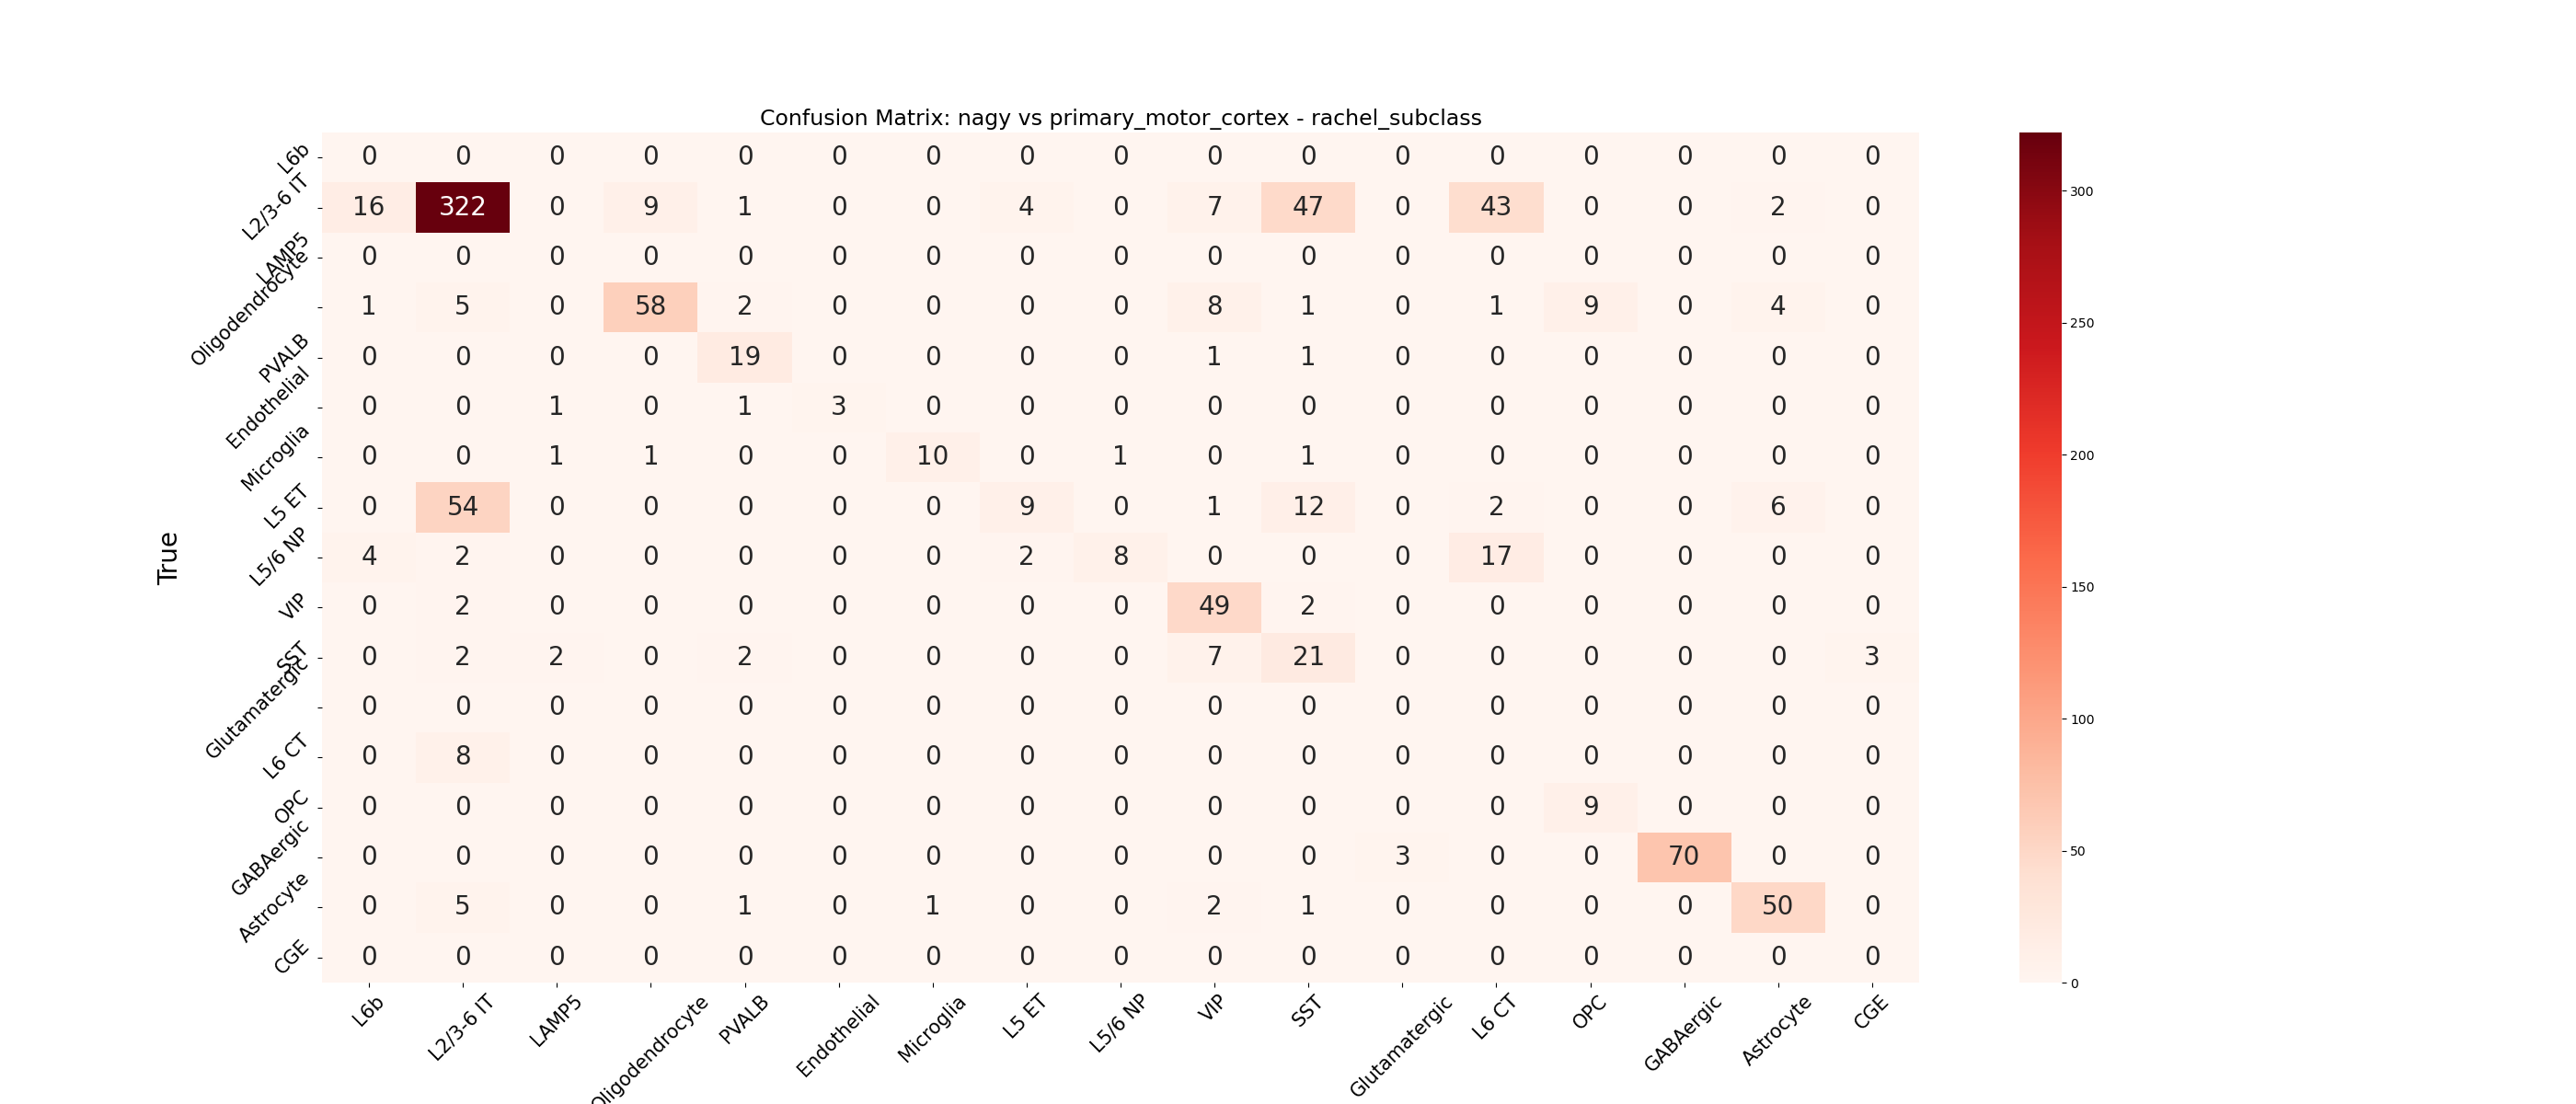 Confusion Matrix: nagy vs primary_motor_cortex - rachel_subclass
True
L6b 0 0 0 0 0 0 0 0 0 0 0 0 0 0 0 0 0
L2/3-6 IT 16 322 0 9 1 0 0 4 0 7 47 0 43 0 0 2 0
LAMP5 0 0 0 0 0 0 0 0 0 0 0 0 0 0 0 0 0
Oligodendrocyte 1 5 0 58 2 0 0 0 0 8 1 0 1 9 0 4 0
PVALB 0 0 0 0 19 0 0 0 0 1 1 0 0 0 0 0 0
Endothelial 0 0 1 0 1 3 0 0 0 0 0 0 0 0 0 0 0
Microglia 0 0 1 1 0 0 10 0 1 0 1 0 0 0 0 0 0
L5 ET 0 54 0 0 0 0 0 9 0 1 12 0 2 0 0 6 0
L5/6 NP 4 2 0 0 0 0 0 2 8 0 0 0 17 0 0 0 0
VIP 0 2 0 0 0 0 0 0 0 49 2 0 0 0 0 0 0
SST 0 2 2 0 2 0 0 0 0 7 21 0 0 0 0 0 3
Glutamatergic 0 0 0 0 0 0 0 0 0 0 0 0 0 0 0 0 0
L6 CT 0 8 0 0 0 0 0 0 0 0 0 0 0 0 0 0 0
OPC 0 0 0 0 0 0 0 0 0 0 0 0 0 9 0 0 0
GABAergic 0 0 0 0 0 0 0 0 0 0 0 3 0 0 70 0 0
Astrocyte 0 5 0 0 1 0 1 0 0 2 1 0 0 0 0 50 0
CGE 0 0 0 0 0 0 0 0 0 0 0 0 0 0 0 0 0
L6b L2/3-6 IT LAMP5 Oligodendrocyte PVALB Endothelial Microglia L5 ET L5/6 NP VIP SST Glutamatergic L6 CT OPC GABAergic Astrocyte CGE
300
250
200
150
100
50
0